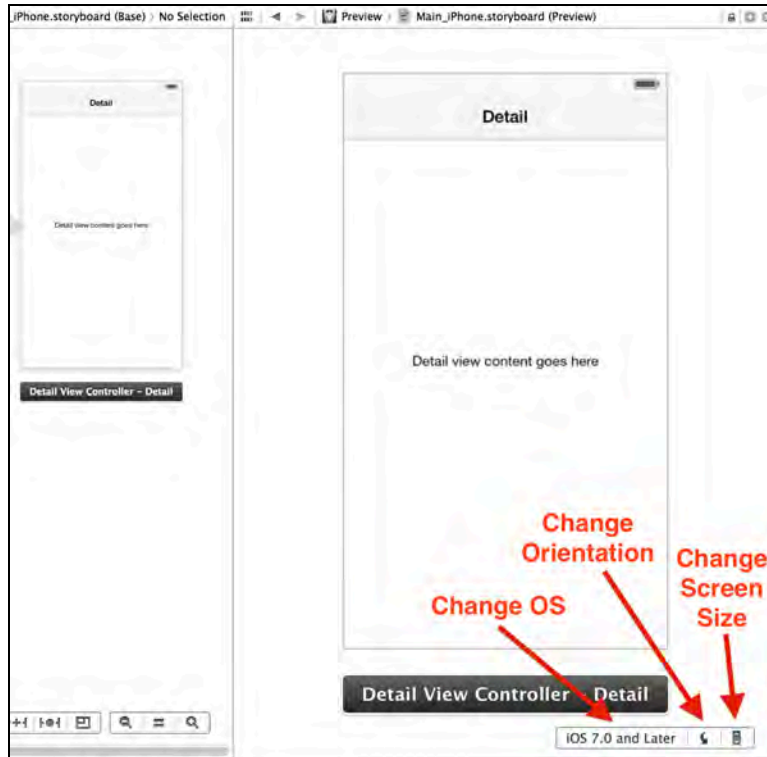 _iPhone.storyboard (Base) › No Selection
Preview › Main_iPhone.storyboard (Preview)
Detail
Detail view content goes here
Detail View Controller – Detail
Detail
Detail view content goes here
Change Orientation
Change Screen Size
Change OS
Detail View Controller – Detail
iOS 7.0 and Later